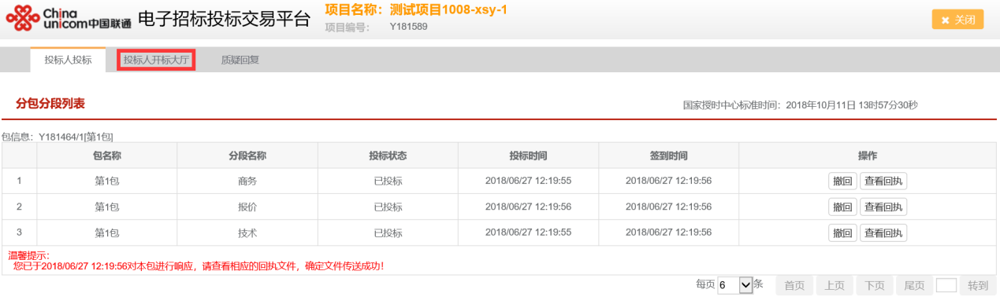 China unicom中国联通 电子招标投标交易平台 项目名称：测试项目1008-xsy-1
项目编号： Y181589
✖ 关闭
投标人投标 投标人开标大厅 质疑回复
分包分段列表 国家授时中心标准时间：2018年10月11日 13时57分30秒
包信息：Y181464/1[第1包]
包名称 分段名称 投标状态 投标时间 签到时间 操作
1 第1包 商务 已投标 2018/06/27 12:19:55 2018/06/27 12:19:56 撤回 查看回执
2 第1包 报价 已投标 2018/06/27 12:19:56 2018/06/27 12:19:56 撤回 查看回执
3 第1包 技术 已投标 2018/06/27 12:19:55 2018/06/27 12:19:56 撤回 查看回执
温馨提示：
您已于2018/06/27 12:19:56对本包进行响应，请查看相应的回执文件，确定文件传送成功！
每页 6 条 首页 上页 下页 尾页 转到